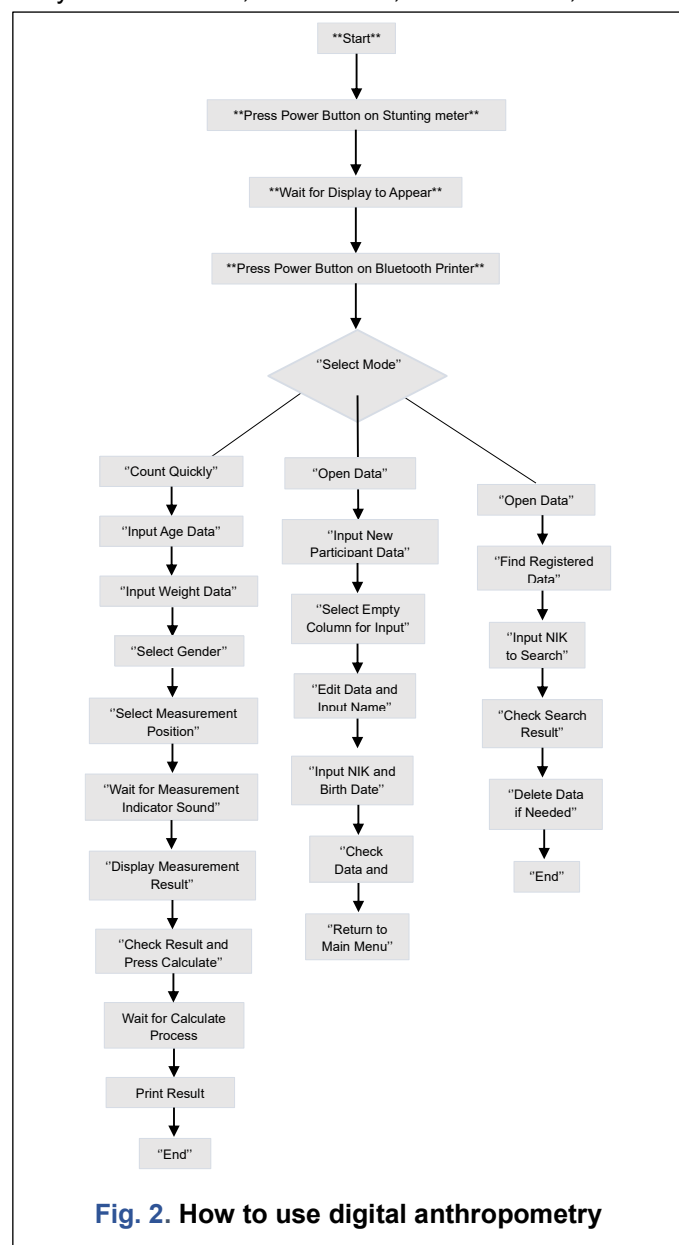 **Start**
**Press Power Button on Stunting meter**
**Wait for Display to Appear**
**Press Power Button on Bluetooth Printer**
‘’Select Mode’’
‘’Count Quickly’’
‘’Input Age Data’’
‘’Input Weight Data’’
‘’Select Gender’’
‘’Select Measurement
Position’’
‘’Wait for Measurement
Indicator Sound’’
‘’Display Measurement
Result’’
‘’Check Result and
Press Calculate’’
Wait for Calculate
Process
Print Result
‘’End’’
‘’Open Data’’
‘’Input New
Participant Data’’
‘’Select Empty
Column for Input’’
‘’Edit Data and
Input Name’’
‘’Input NIK and
Birth Date’’
‘’Check
Data and
‘’Return to
Main Menu’’
‘’Open Data’’
‘’Find Registered
Data’’
‘’Input NIK
to Search’’
‘’Check Search
Result’’
‘’Delete Data
if Needed’’
‘’End’’
Fig. 2. How to use digital anthropometry